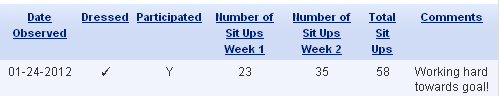 Date Observed	Dressed	Participated	Number of Sit Ups Week 1	Number of Sit Ups Week 2	Total Sit Ups	Comments
01-24-2012	✓	Y	23	35	58	Working hard towards goal!